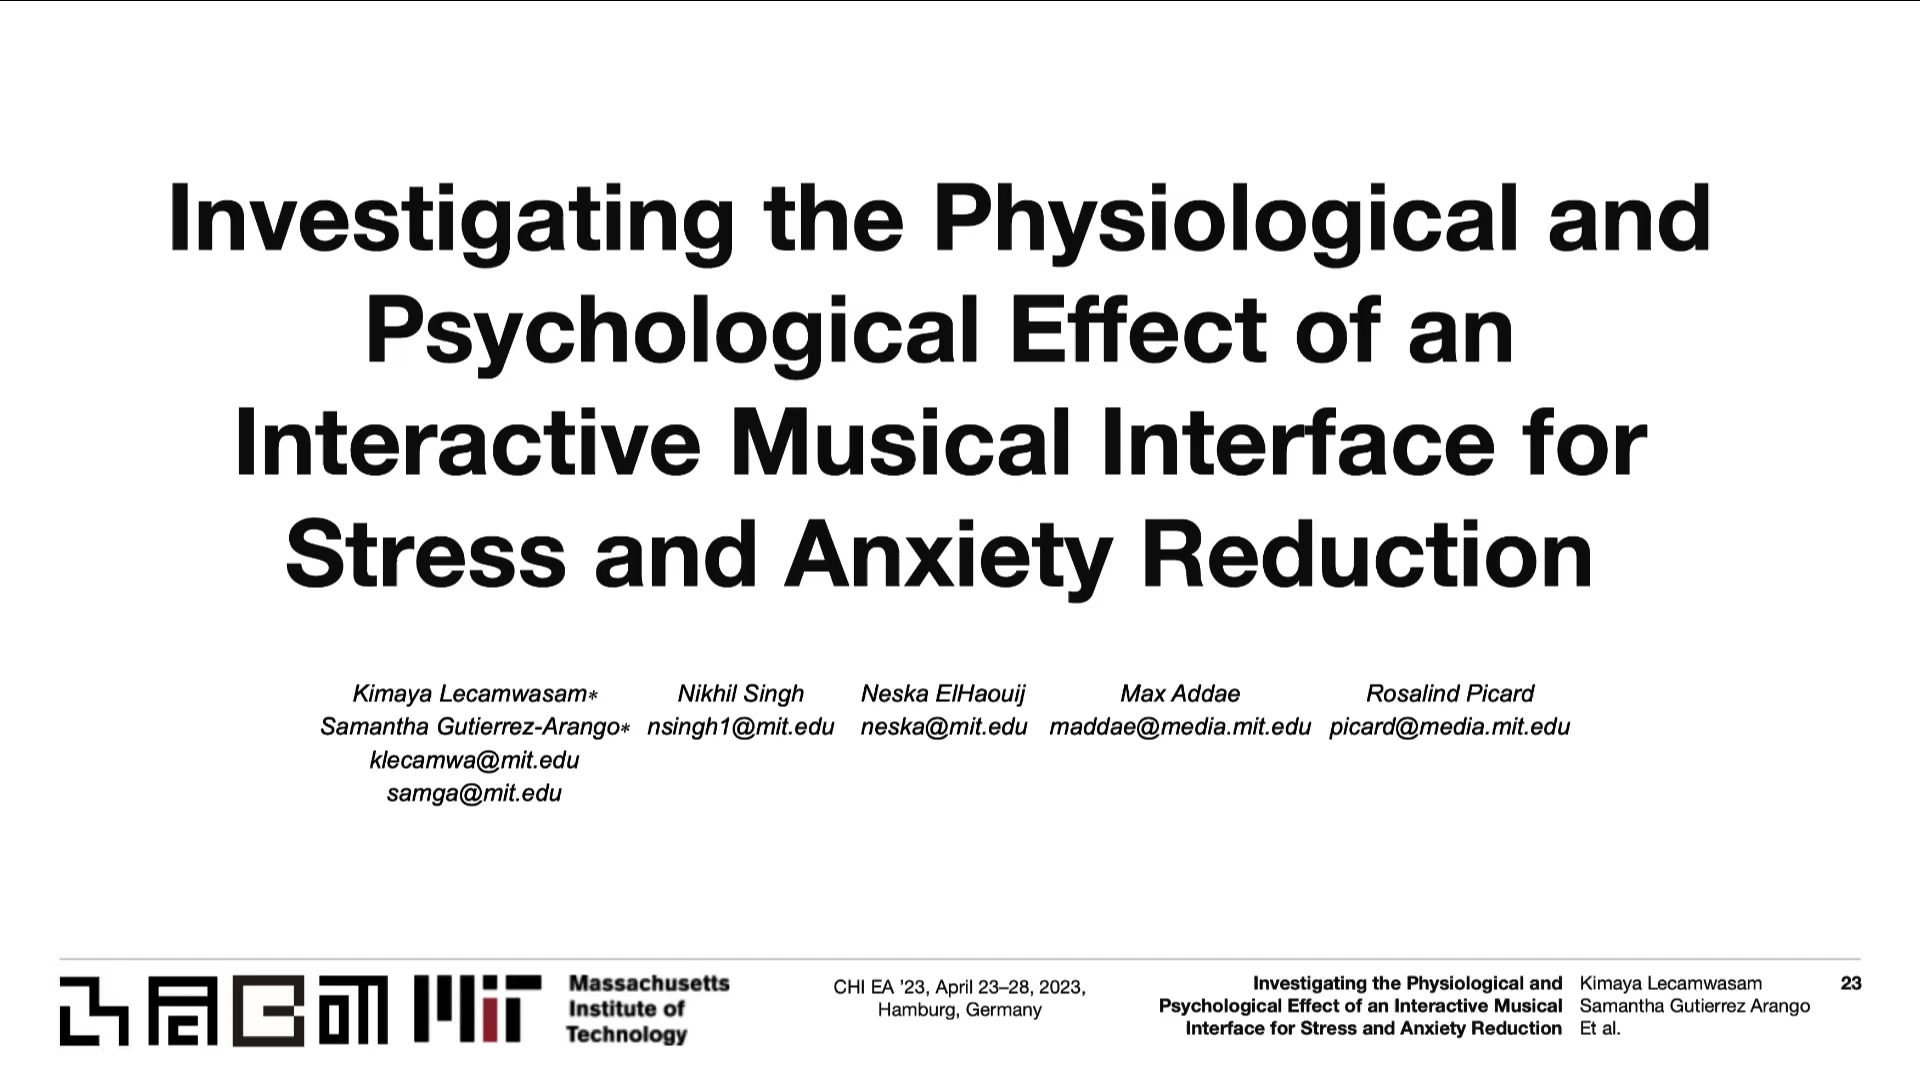 Investigating the Physiological and
Psychological Effect of an
Interactive Musical Interface for
Stress and Anxiety Reduction
Kimaya Lecamwasam*
Samantha Gutierrez-Arango*
klecamwa@mit.edu
samga@mit.edu
Nikhil Singh
nsingh1@mit.edu
Neska ElHaouij
neska@mit.edu
Max Addae
maddae@media.mit.edu
Rosalind Picard
picard@media.mit.edu
MIT
Massachusetts
Institute of
Technology
CHI EA ’23, April 23–28, 2023,
Hamburg, Germany
Investigating the Physiological and
Psychological Effect of an Interactive Musical
Interface for Stress and Anxiety Reduction
Kimaya Lecamwasam
Samantha Gutierrez Arango
Et al.
23